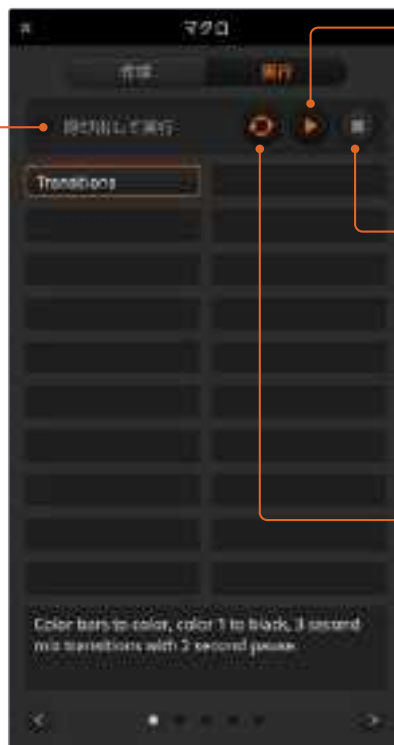 マクロ
作成 実行
呼び出して実行
Transitions
Color bars to color, color 1 to black, 3 second
mix transitions with 2 second pause.